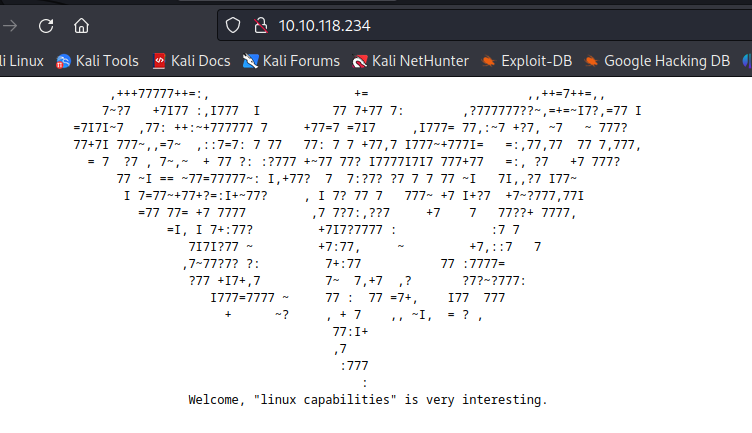 10.10.118.234
li Linux Kali Tools Kali Docs Kali Forums Kali NetHunter Exploit-DB Google Hacking DB
,+++77777++=:, += ,,++=7++=,,
7~?7 +7I77 :,I777 I 77 7+77 7: ,?777777??~,=+=~I7?,=77 I
=7I7I~7 ,77: ++:~+777777 7 +77=7 =7I7 ,I777= 77,:~7 +?7, ~7 ~ 777?
77+7I 777~,,=7~ ,::7=7: 7 77 77: 7 7 +77,7 I777~+777I= =:,77,77 77 7,777,
= 7 ?7 , 7~,~ + 77 ?: :?777 +~77 77? I7777I7I7 777+77 =:, ?7 +7 777?
77 ~I == ~77=77777~: I,+77? 7 7:?7? ?7 7 7 77 ~I 7I,,?7 I77~
I 7=77~+77+?=:I+~77? , I 7? 77 7 777~ +7 I+?7 +7~?777,77I
=77 77= +7 7777 ,7 7?7:,??7 +7 7 77??+ 7777,
=I, I 7+:77? +7I7?7777 : :7 7
7I7I?77 ~ +7:77, ~ +7,::7 7
,7~77?7? ?: 7+:77 77 :7777=
?77 +I7+,7 7~ 7,+7 ,? ?7?~?777:
I777=7777 ~ 77 : 77 =7+, I77 777
+ ~? , + 7 ,, ~I, = ? ,
77:I+
,7
:777
:
Welcome, "linux capabilities" is very interesting.